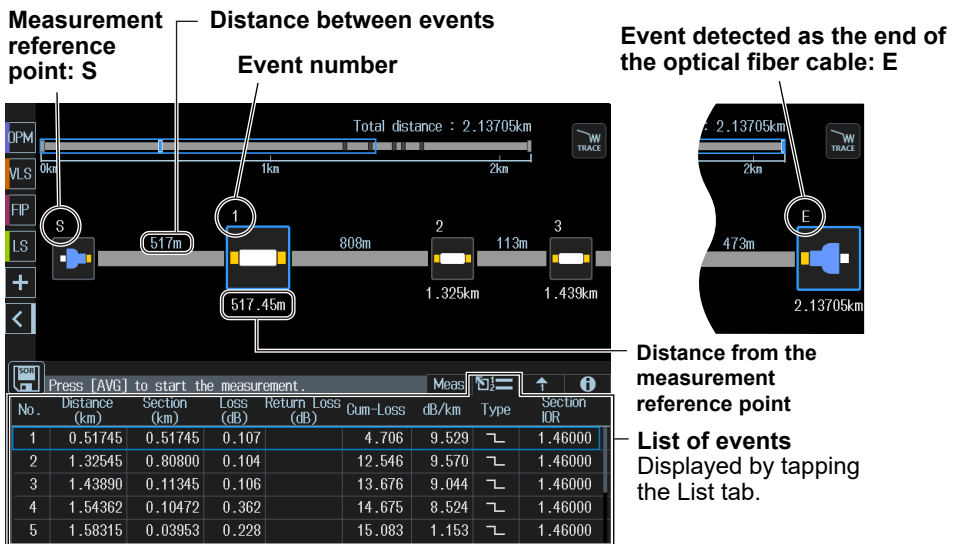 Measurement
reference
point: S
Distance between events
Event number
Event detected as the end of
the optical fiber cable: E
OPM
VLS
FIP
LS
+
<
Total distance : 2.13705km
W
TRACE
0km 1km 2km
S 1 2 3
517m 808m 113m
517.45m 1.325km 1.439km
: 2.13705km
W
TRACE
2km
E
473m
2.13705km
Distance from the
measurement
reference point
SOR
Press [AVG] to start the measurement.
Meas
No. Distance (km) Section (km) Loss (dB) Return Loss (dB) Cum-Loss dB/km Type Section IOR
1 0.51745 0.51745 0.107 4.706 9.529 1.46000
2 1.32545 0.80800 0.104 12.546 9.570 1.46000
3 1.43890 0.11345 0.106 13.676 9.044 1.46000
4 1.54362 0.10472 0.362 14.675 8.524 1.46000
5 1.58315 0.03953 0.228 15.083 1.153 1.46000
List of events
Displayed by tapping
the List tab.